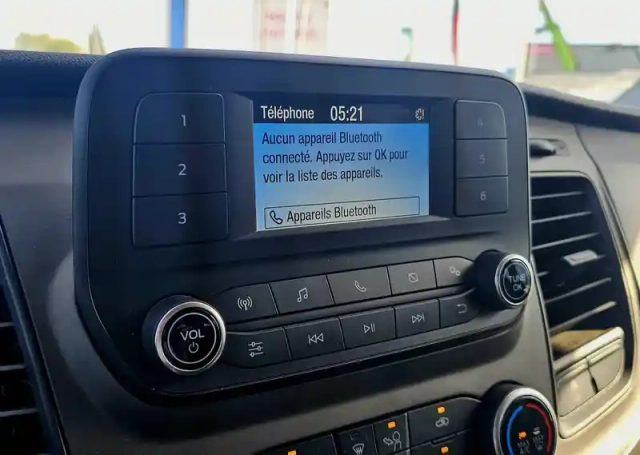 Téléphone 05:21
1
Aucun appareil Bluetooth
connecté. Appuyez sur OK pour
voir la liste des appareils.
Appareils Bluetooth
2
3
4
5
6
VOL
TUNE
OK